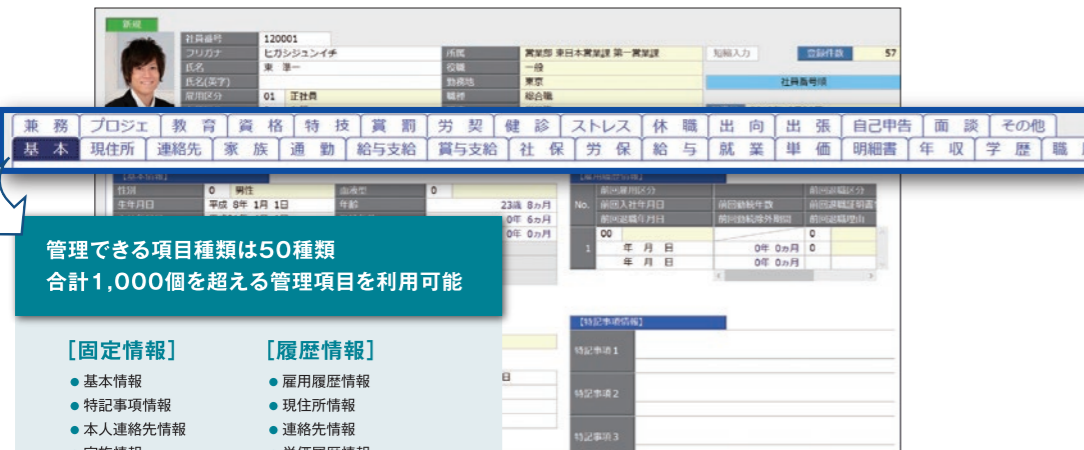 新規
社員番号 120001
フリガナ ヒガシジュンイチ 所属 営業部 東日本営業課 第一営業課 短縮入力 登録件数 57
氏名 東 準一 役職 一般
氏名(英字) 勤務地 東京 社員番号順
雇用区分 01 正社員 職種 総合職
兼 務 プロジェ 教 育 資 格 特 技 賞 罰 労 契 健 診 ストレス 休 職 出 向 出 張 自己申告 面 談 その他
基 本 現住所 連絡先 家 族 通 勤 給与支給 賞与支給 社 保 労 保 給 与 就 業 単 価 明細書 年 収 学 歴 職
【基本情報】
性別 0 男性 血液型 0 前回雇用区分 前回退職区分
生年月日 平成 8年 1月 1日 年齢 23歳 8ヵ月 No. 前回入社年月日 前回勤続年数 前回退職証明書
0年 6ヵ月 前回退職年月日 前回勤続除外期間 前回退職理由
0年 0ヵ月 00 0
1 年 月 日 0年 0ヵ月 0
年 月 日 0年 0ヵ月
管理できる項目種類は50種類
合計1,000個を超える管理項目を利用可能
【特記事項情報】
［固定情報］ ［履歴情報］
特記事項1
● 基本情報 ● 雇用履歴情報
日
● 特記事項情報 ● 現住所情報
特記事項2
● 本人連絡先情報 ● 連絡先情報
特記事項3